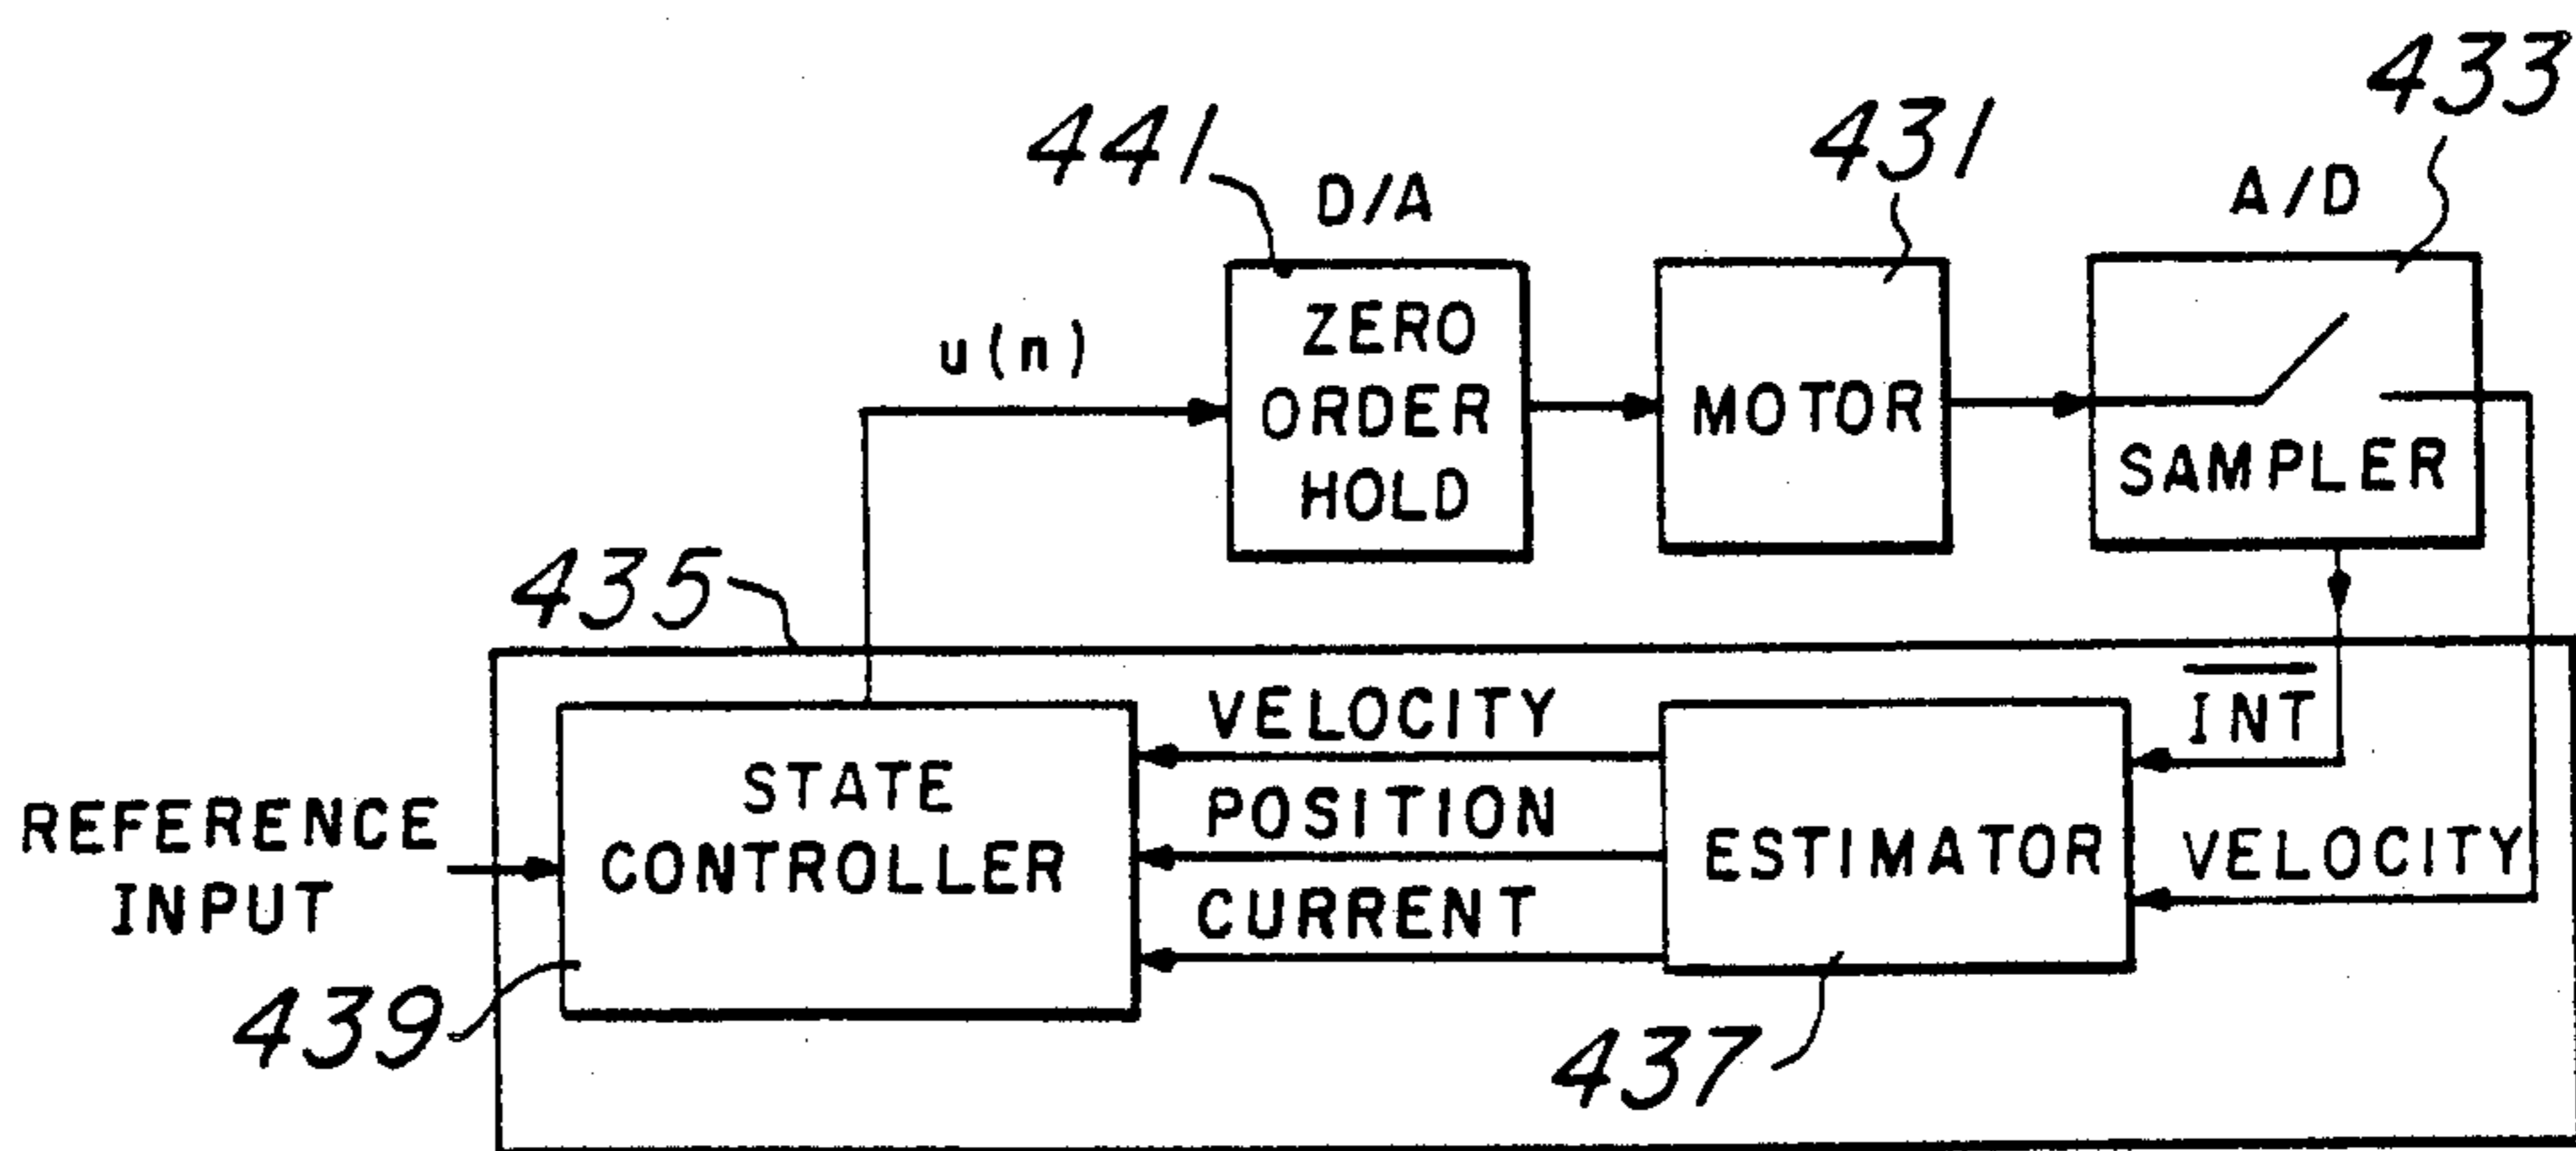 433
441
431
D/A
A/D
ZERO
ORDER
HOLD
MOTOR
SAMPLER
u(n)
435
INT
VELOCITY
POSITION
CURRENT
STATE
CONTROLLER
ESTIMATOR
VELOCITY
REFERENCE
INPUT
439
437